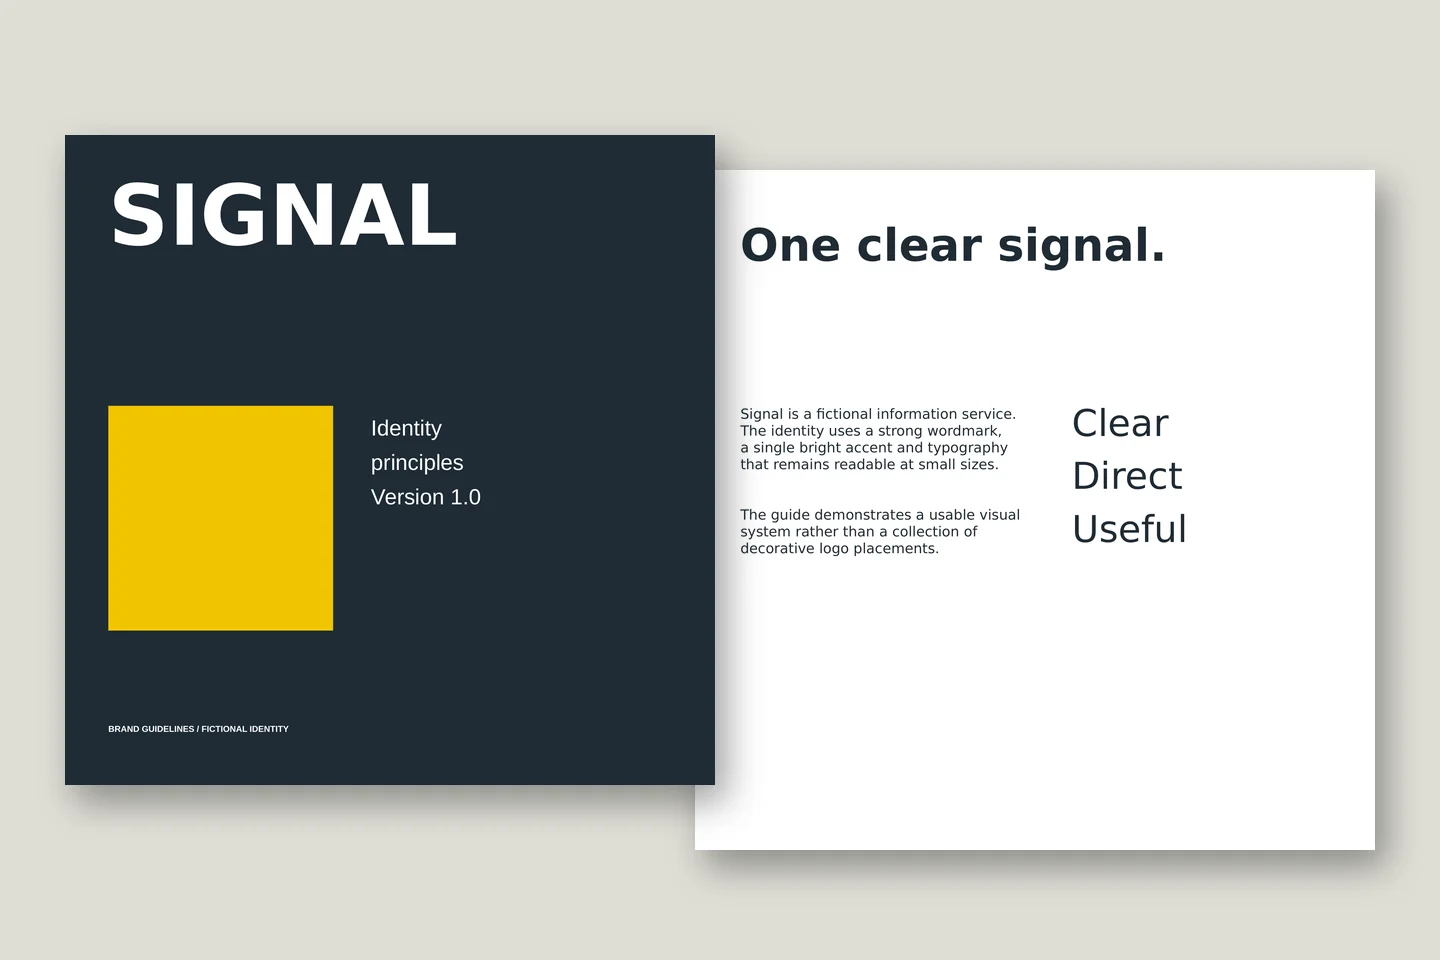 SIGNAL
Identity
principles
Version 1.0
BRAND GUIDELINES / FICTIONAL IDENTITY
One clear signal.
Signal is a fictional information service.
The identity uses a strong wordmark,
a single bright accent and typography
that remains readable at small sizes.
The guide demonstrates a usable visual
system rather than a collection of
decorative logo placements.
Clear
Direct
Useful